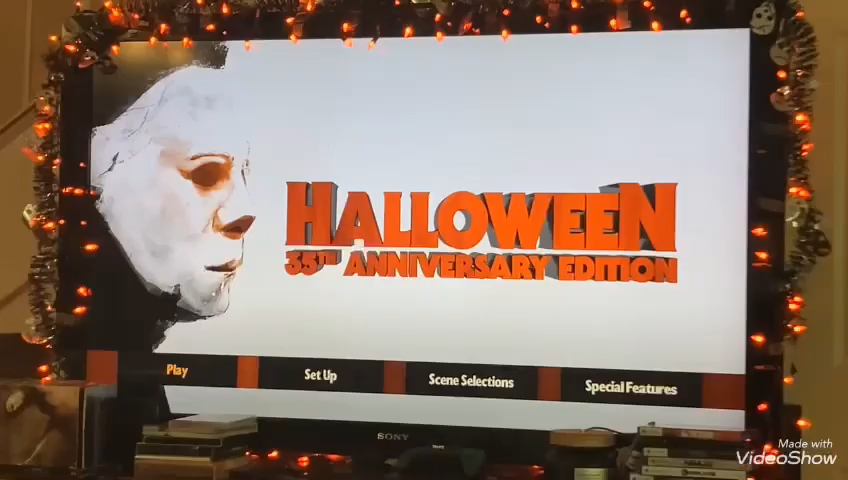 HALLOWEEN
35TH ANNIVERSARY EDITION
Play
Set Up
Scene Selections
Special Features
SONY
Made with
VideoShow